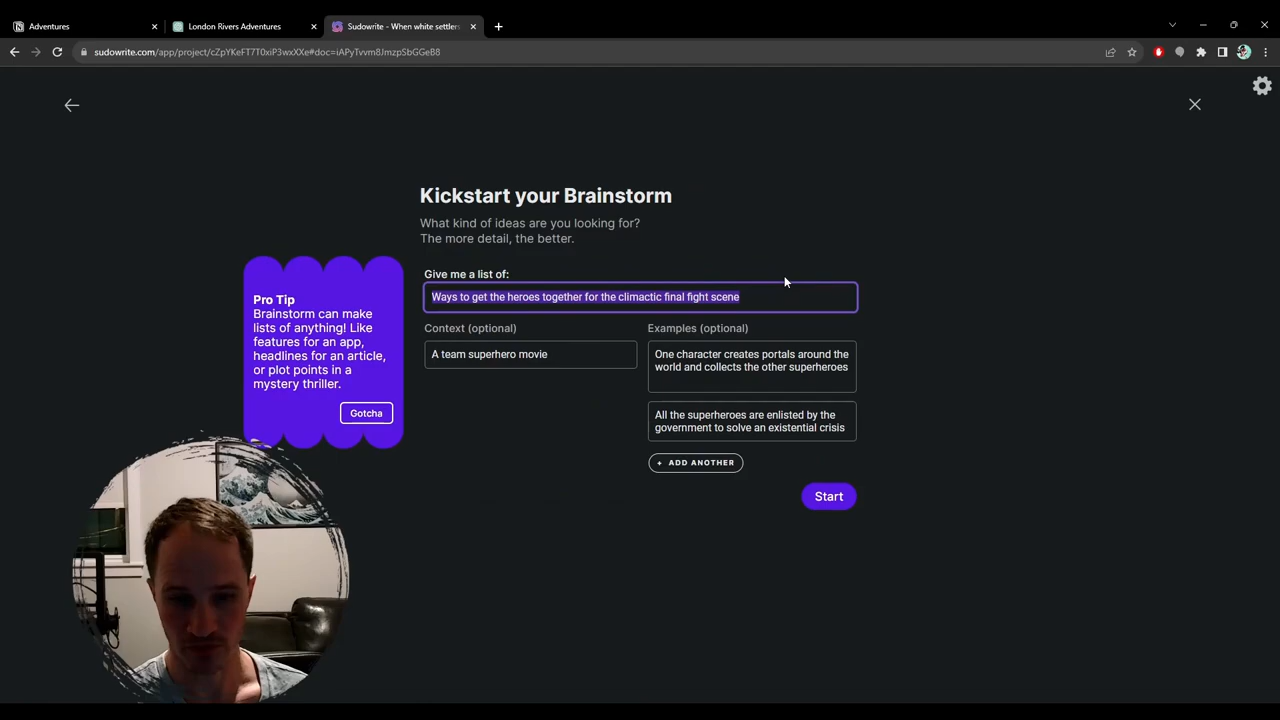 Adventures
London Rivers Adventures
Sudowrite - When white settlers
sudowrite.com/app/project/cZpYKeFT7T0xiP3wxXXe#doc=iAPyTvvm8JmzpSbGGeB8
Kickstart your Brainstorm
What kind of ideas are you looking for?
The more detail, the better.
Give me a list of:
Ways to get the heroes together for the climactic final fight scene
Pro Tip
Brainstorm can make
lists of anything! Like
features for an app,
headlines for an article,
or plot points in a
mystery thriller.
Gotcha
Context (optional)
A team superhero movie
Examples (optional)
One character creates portals around the
world and collects the other superheroes
All the superheroes are enlisted by the
government to solve an existential crisis
+ ADD ANOTHER
Start